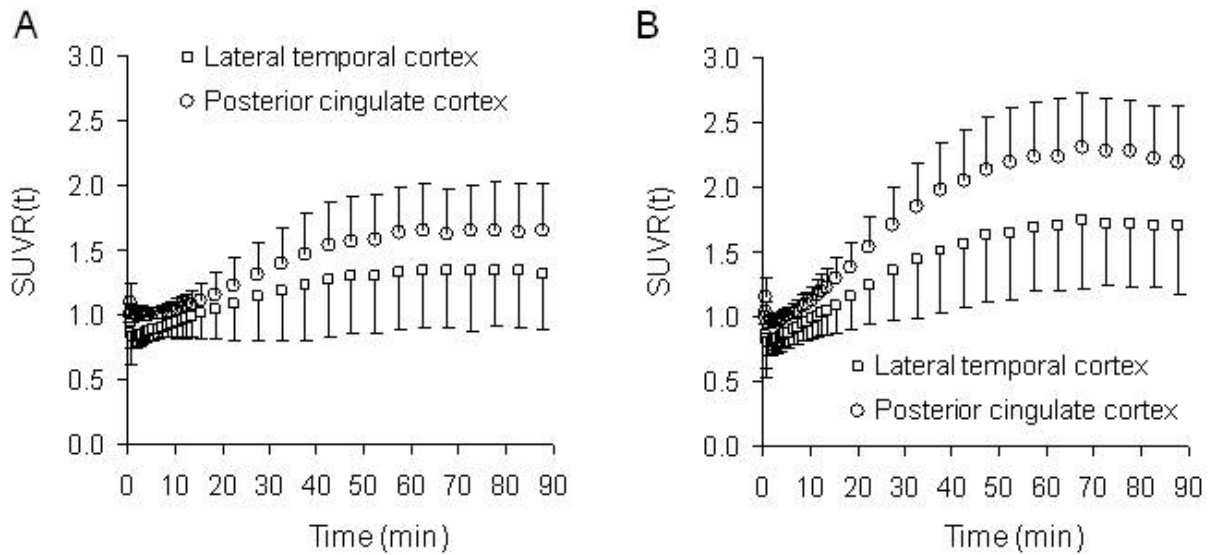 A
3.0
2.5
2.0
1.5
1.0
0.5
0.0
SUVR(t)
Lateral temporal cortex
Posterior cingulate cortex
0 10 20 30 40 50 60 70 80 90
Time (min)
B
3.0
2.5
2.0
1.5
1.0
0.5
0.0
SUVR(t)
Lateral temporal cortex
Posterior cingulate cortex
0 10 20 30 40 50 60 70 80 90
Time (min)